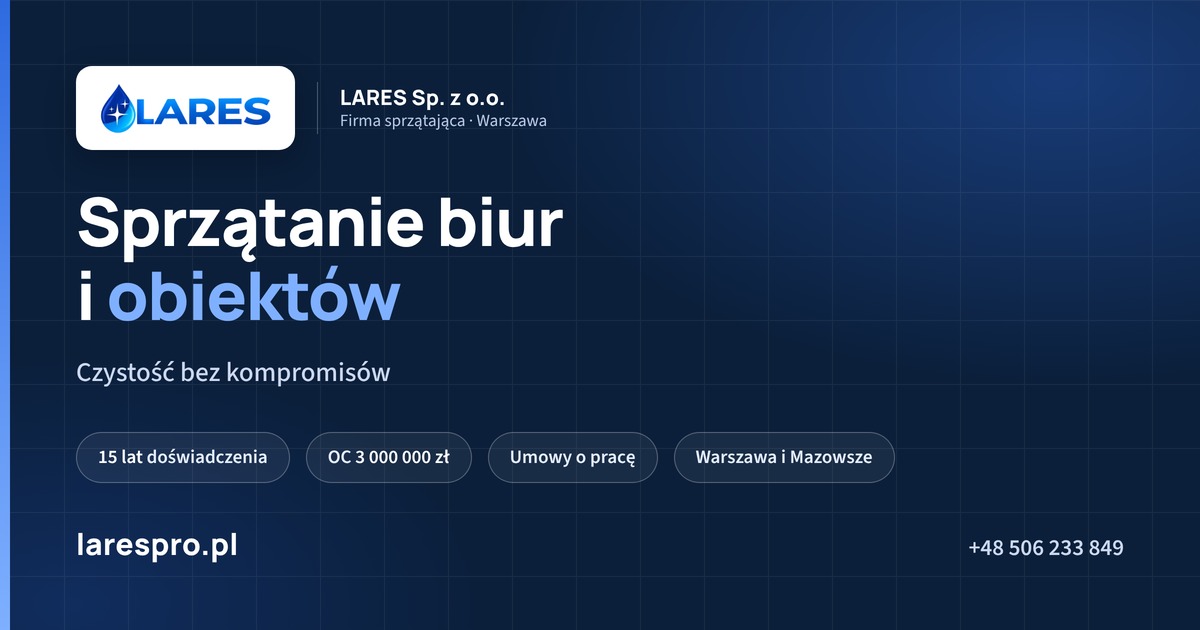 LARES
LARES Sp. z o.o.
Firma sprzątająca · Warszawa
Sprzątanie biur
i obiektów
Czystość bez kompromisów
15 lat doświadczenia
OC 3 000 000 zł
Umowy o pracę
Warszawa i Mazowsze
larespro.pl
+48 506 233 849